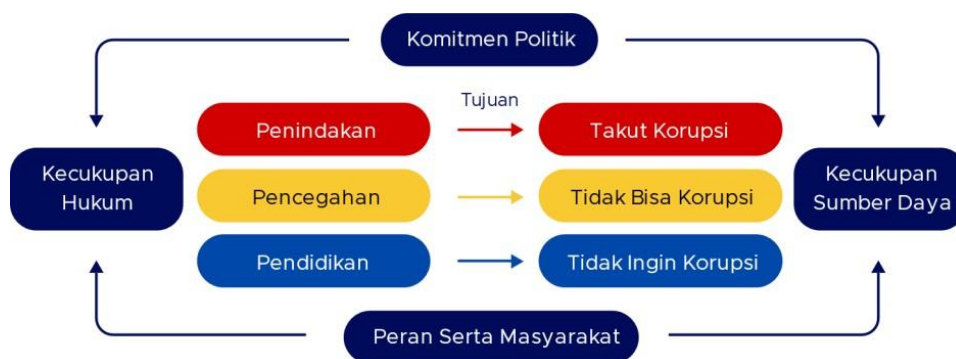 Komitmen Politik
Tujuan
Penindakan
Takut Korupsi
Kecukupan
Hukum
Pencegahan
Tidak Bisa Korupsi
Kecukupan
Sumber Daya
Pendidikan
Tidak Ingin Korupsi
Peran Serta Masyarakat